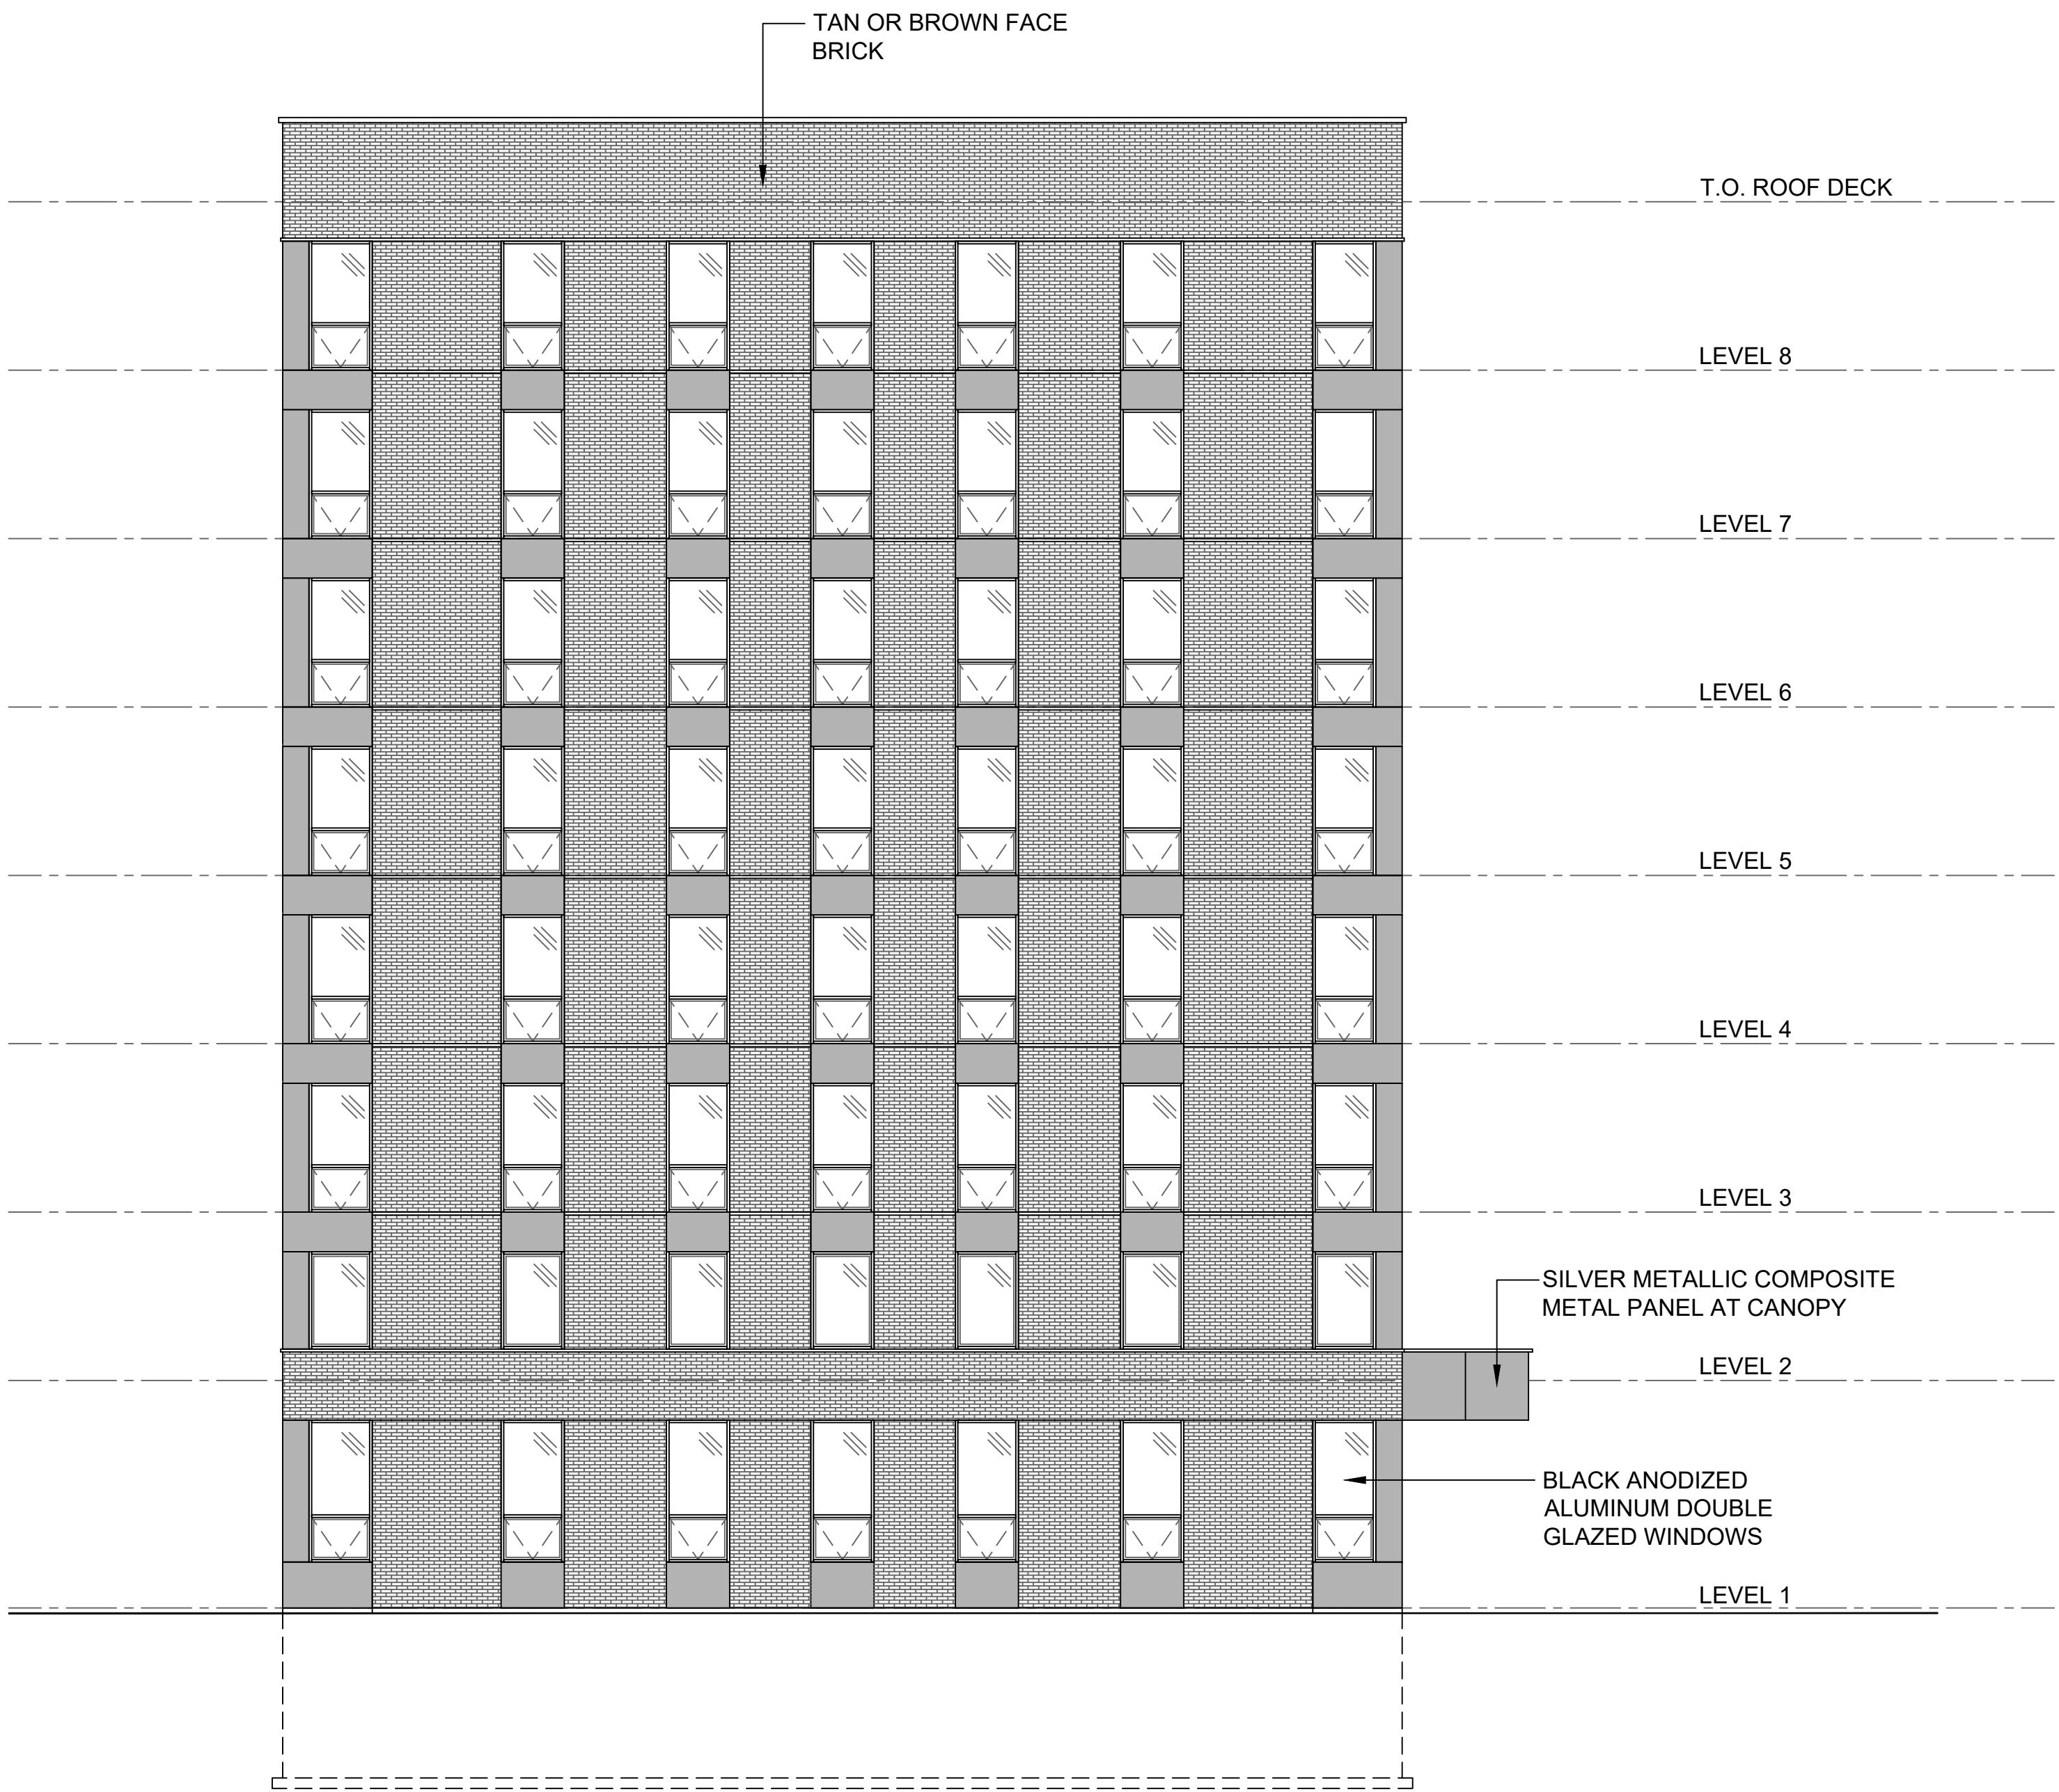 TAN OR BROWN FACE
BRICK
T.O. ROOF DECK
LEVEL 8
LEVEL 7
LEVEL 6
LEVEL 5
LEVEL 4
LEVEL 3
SILVER METALLIC COMPOSITE
METAL PANEL AT CANOPY
LEVEL 2
BLACK ANODIZED
ALUMINUM DOUBLE
GLAZED WINDOWS
LEVEL 1